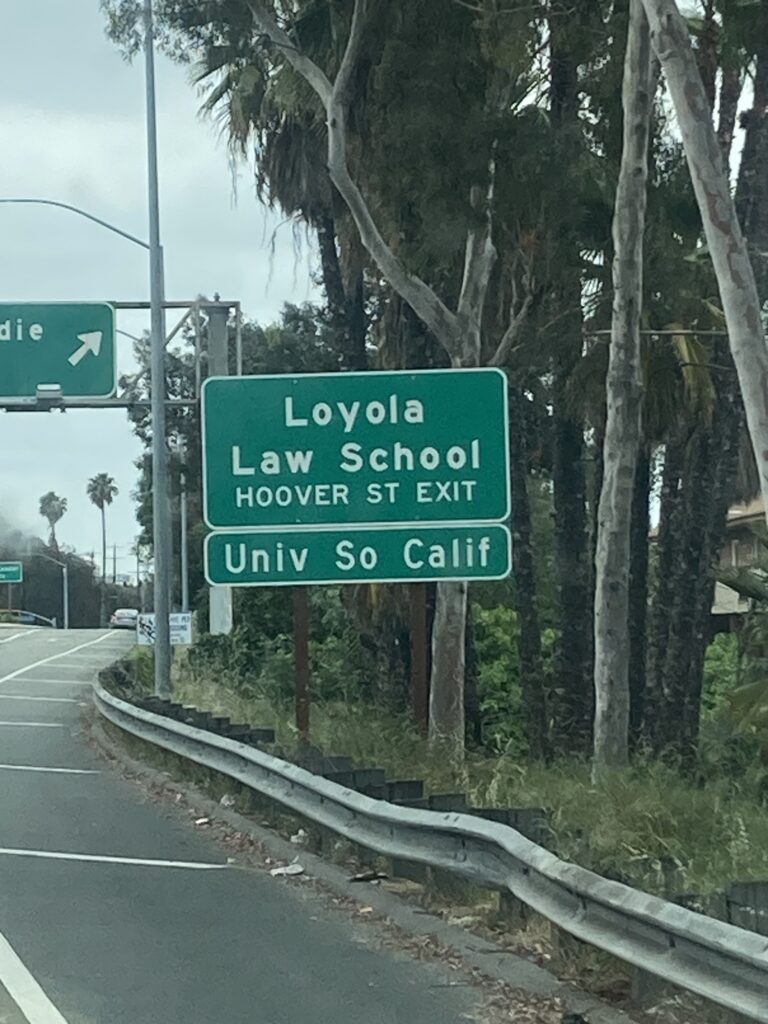 die
Loyola
Law School
HOOVER ST EXIT
Univ So Calif